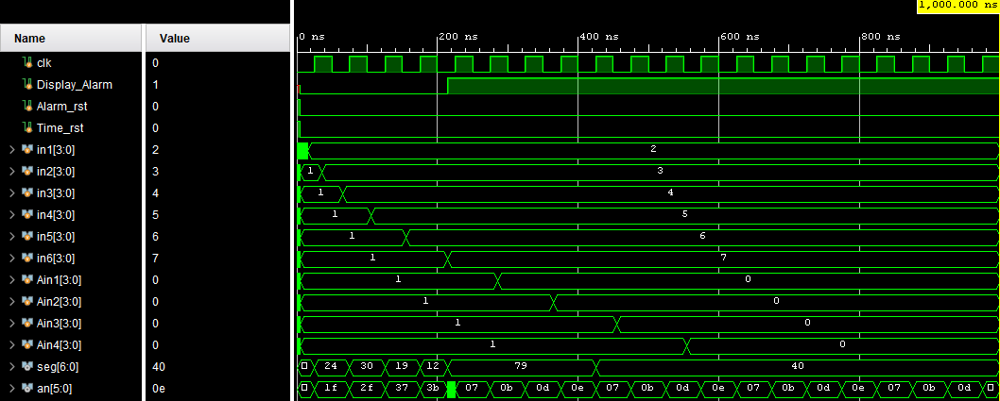 1,000.000 ns
Name Value
0 ns 200 ns 400 ns 600 ns 800 ns
clk 0
Display_Alarm 1
Alarm_rst 0
Time_rst 0
in1[3:0] 2 2
in2[3:0] 3 1 3
in3[3:0] 4 1 4
in4[3:0] 5 1 5
in5[3:0] 6 1 6
in6[3:0] 7 1 7
Ain1[3:0] 0 1 0
Ain2[3:0] 0 1 0
Ain3[3:0] 0 1 0
Ain4[3:0] 0 1 0
seg[6:0] 40 24 30 19 12 79 40
an[5:0] 0e 1f 2f 37 3b 07 0b 0d 0e 07 0b 0d 0e 07 0b 0d 0e 07 0b 0d